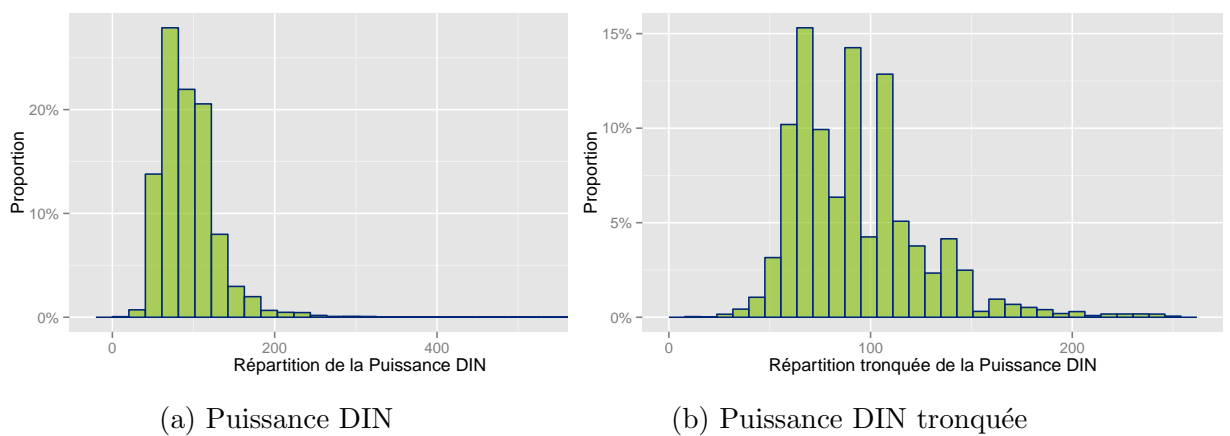 Proportion
20%
10%
0%
0
200
400
Répartition de la Puissance DIN
(a) Puissance DIN
Proportion
15%
10%
5%
0%
0
100
200
Répartition tronquée de la Puissance DIN
(b) Puissance DIN tronquée